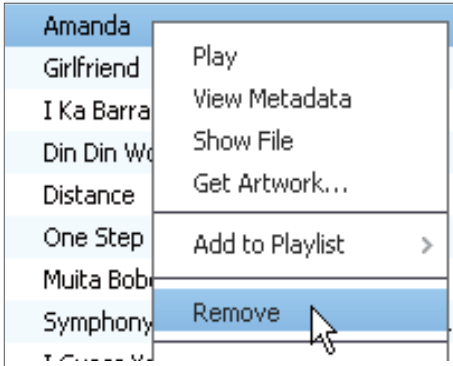 Amanda
Girlfriend
I Ka Barra
Din Din Wo
Distance
One Step
Muita Bob
Symphony
Play
View Metadata
Show File
Get Artwork...
Add to Playlist
Remove